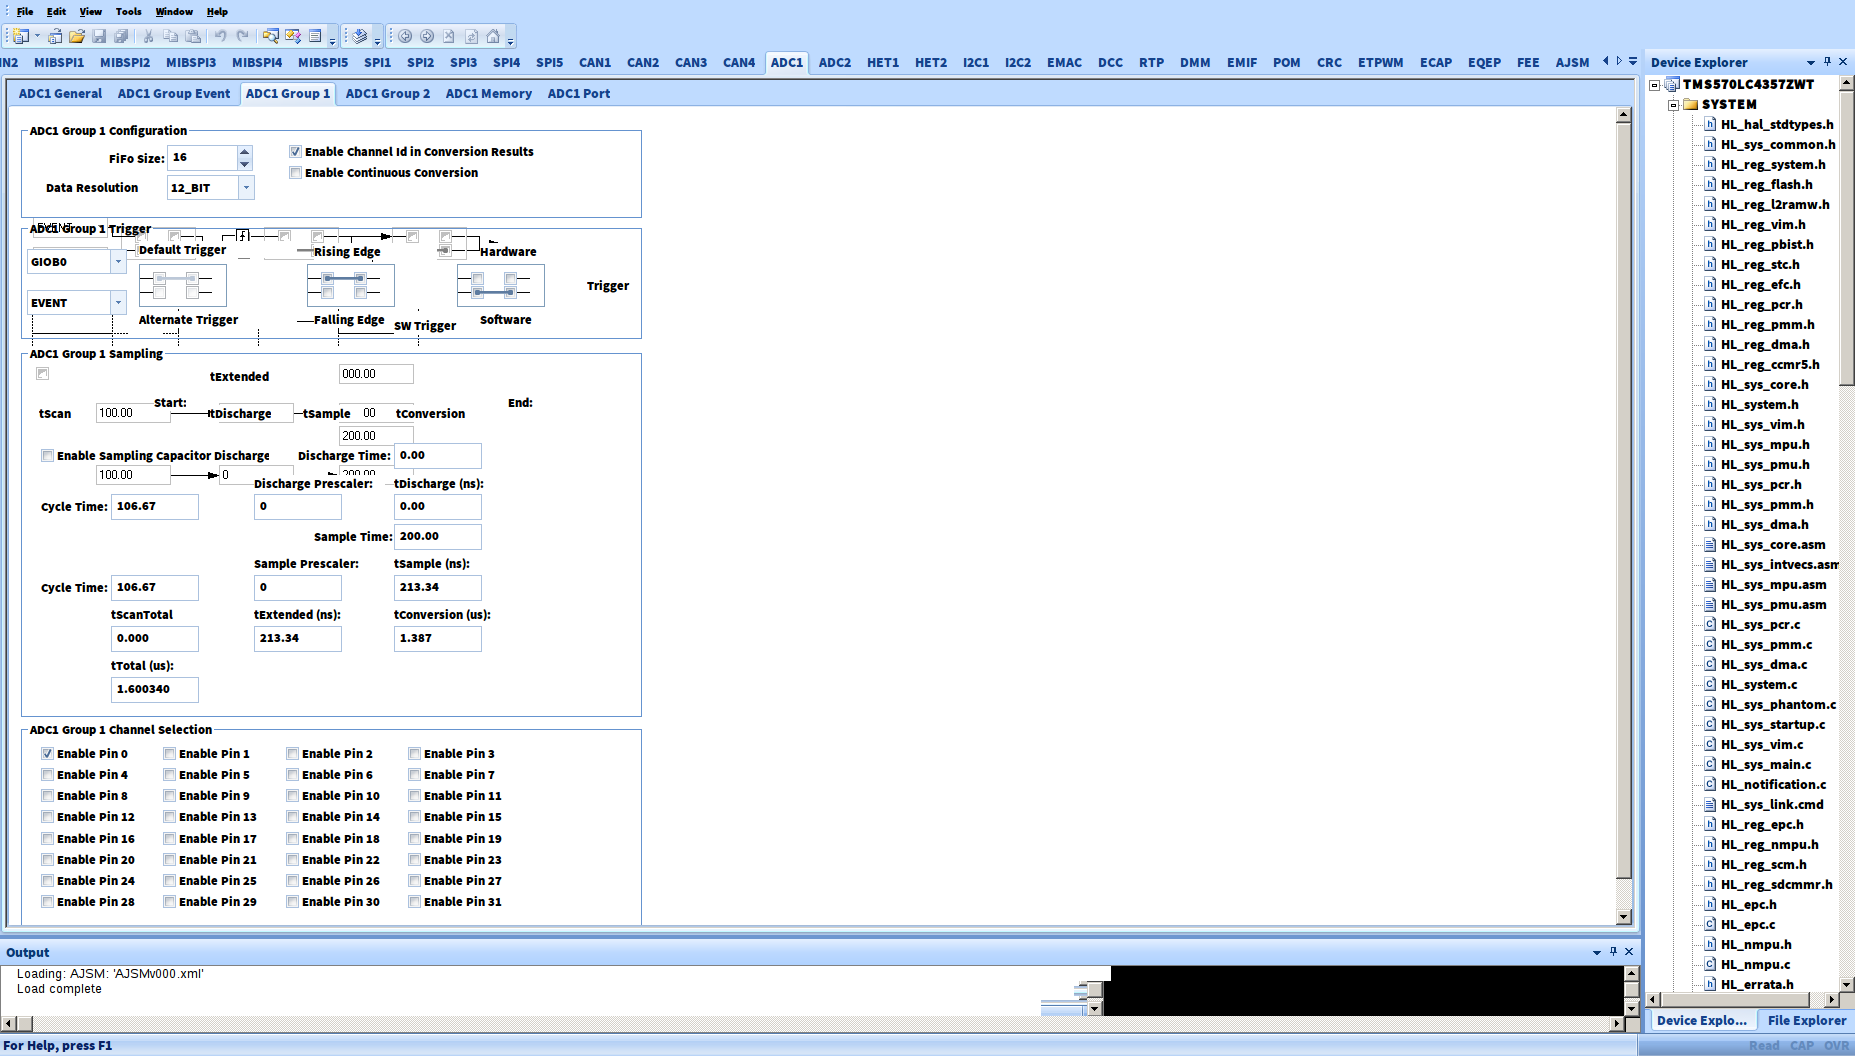 File Edit View Tools Window Help
IN2 MIBSPI1 MIBSPI2 MIBSPI3 MIBSPI4 MIBSPI5 SPI1 SPI2 SPI3 SPI4 SPI5 CAN1 CAN2 CAN3 CAN4 ADC1 ADC2 HET1 HET2 I2C1 I2C2 EMAC DCC RTP DMM EMIF POM CRC ETPWM ECAP EQEP FEE AJSM
ADC1 General ADC1 Group Event ADC1 Group 1 ADC1 Group 2 ADC1 Memory ADC1 Port
ADC1 Group 1 Configuration
FiFo Size: 16
Enable Channel Id in Conversion Results
Enable Continuous Conversion
Data Resolution 12_BIT
EVENT
ADC1 Group 1 Trigger
Default Trigger Rising Edge Hardware
GIOB0
Trigger
EVENT
Alternate Trigger Falling Edge SW Trigger Software
ADC1 Group 1 Sampling
tExtended 000.00
Start: End:
tScan 100.00 tDischarge tSample 00 tConversion
200.00
Enable Sampling Capacitor Discharge Discharge Time: 0.00
100.00 0 200.00
Discharge Prescaler: tDischarge (ns):
Cycle Time: 106.67 0 0.00
Sample Time: 200.00
Sample Prescaler: tSample (ns):
Cycle Time: 106.67 0 213.34
tScanTotal tExtended (ns): tConversion (us):
0.000 213.34 1.387
tTotal (us):
1.600340
ADC1 Group 1 Channel Selection
Enable Pin 0 Enable Pin 1 Enable Pin 2 Enable Pin 3
Enable Pin 4 Enable Pin 5 Enable Pin 6 Enable Pin 7
Enable Pin 8 Enable Pin 9 Enable Pin 10 Enable Pin 11
Enable Pin 12 Enable Pin 13 Enable Pin 14 Enable Pin 15
Enable Pin 16 Enable Pin 17 Enable Pin 18 Enable Pin 19
Enable Pin 20 Enable Pin 21 Enable Pin 22 Enable Pin 23
Enable Pin 24 Enable Pin 25 Enable Pin 26 Enable Pin 27
Enable Pin 28 Enable Pin 29 Enable Pin 30 Enable Pin 31
Output
Loading: AJSM: 'AJSMv000.xml'
Load complete
For Help, press F1
Device Explorer
TMS570LC4357ZWT
SYSTEM
HL_hal_stdtypes.h
HL_sys_common.h
HL_reg_system.h
HL_reg_flash.h
HL_reg_l2ramw.h
HL_reg_vim.h
HL_reg_pbist.h
HL_reg_stc.h
HL_reg_efc.h
HL_reg_pcr.h
HL_reg_pmm.h
HL_reg_dma.h
HL_reg_ccmr5.h
HL_sys_core.h
HL_system.h
HL_sys_vim.h
HL_sys_mpu.h
HL_sys_pmu.h
HL_sys_pcr.h
HL_sys_pmm.h
HL_sys_dma.h
HL_sys_core.asm
HL_sys_intvecs.asm
HL_sys_mpu.asm
HL_sys_pmu.asm
HL_sys_pcr.c
HL_sys_pmm.c
HL_sys_dma.c
HL_system.c
HL_sys_phantom.c
HL_sys_startup.c
HL_sys_vim.c
HL_sys_main.c
HL_notification.c
HL_sys_link.cmd
HL_reg_epc.h
HL_reg_nmpu.h
HL_reg_scm.h
HL_reg_sdcmmr.h
HL_epc.h
HL_epc.c
HL_nmpu.h
HL_nmpu.c
HL_errata.h
Device Explo... File Explorer
Read CAP OVR